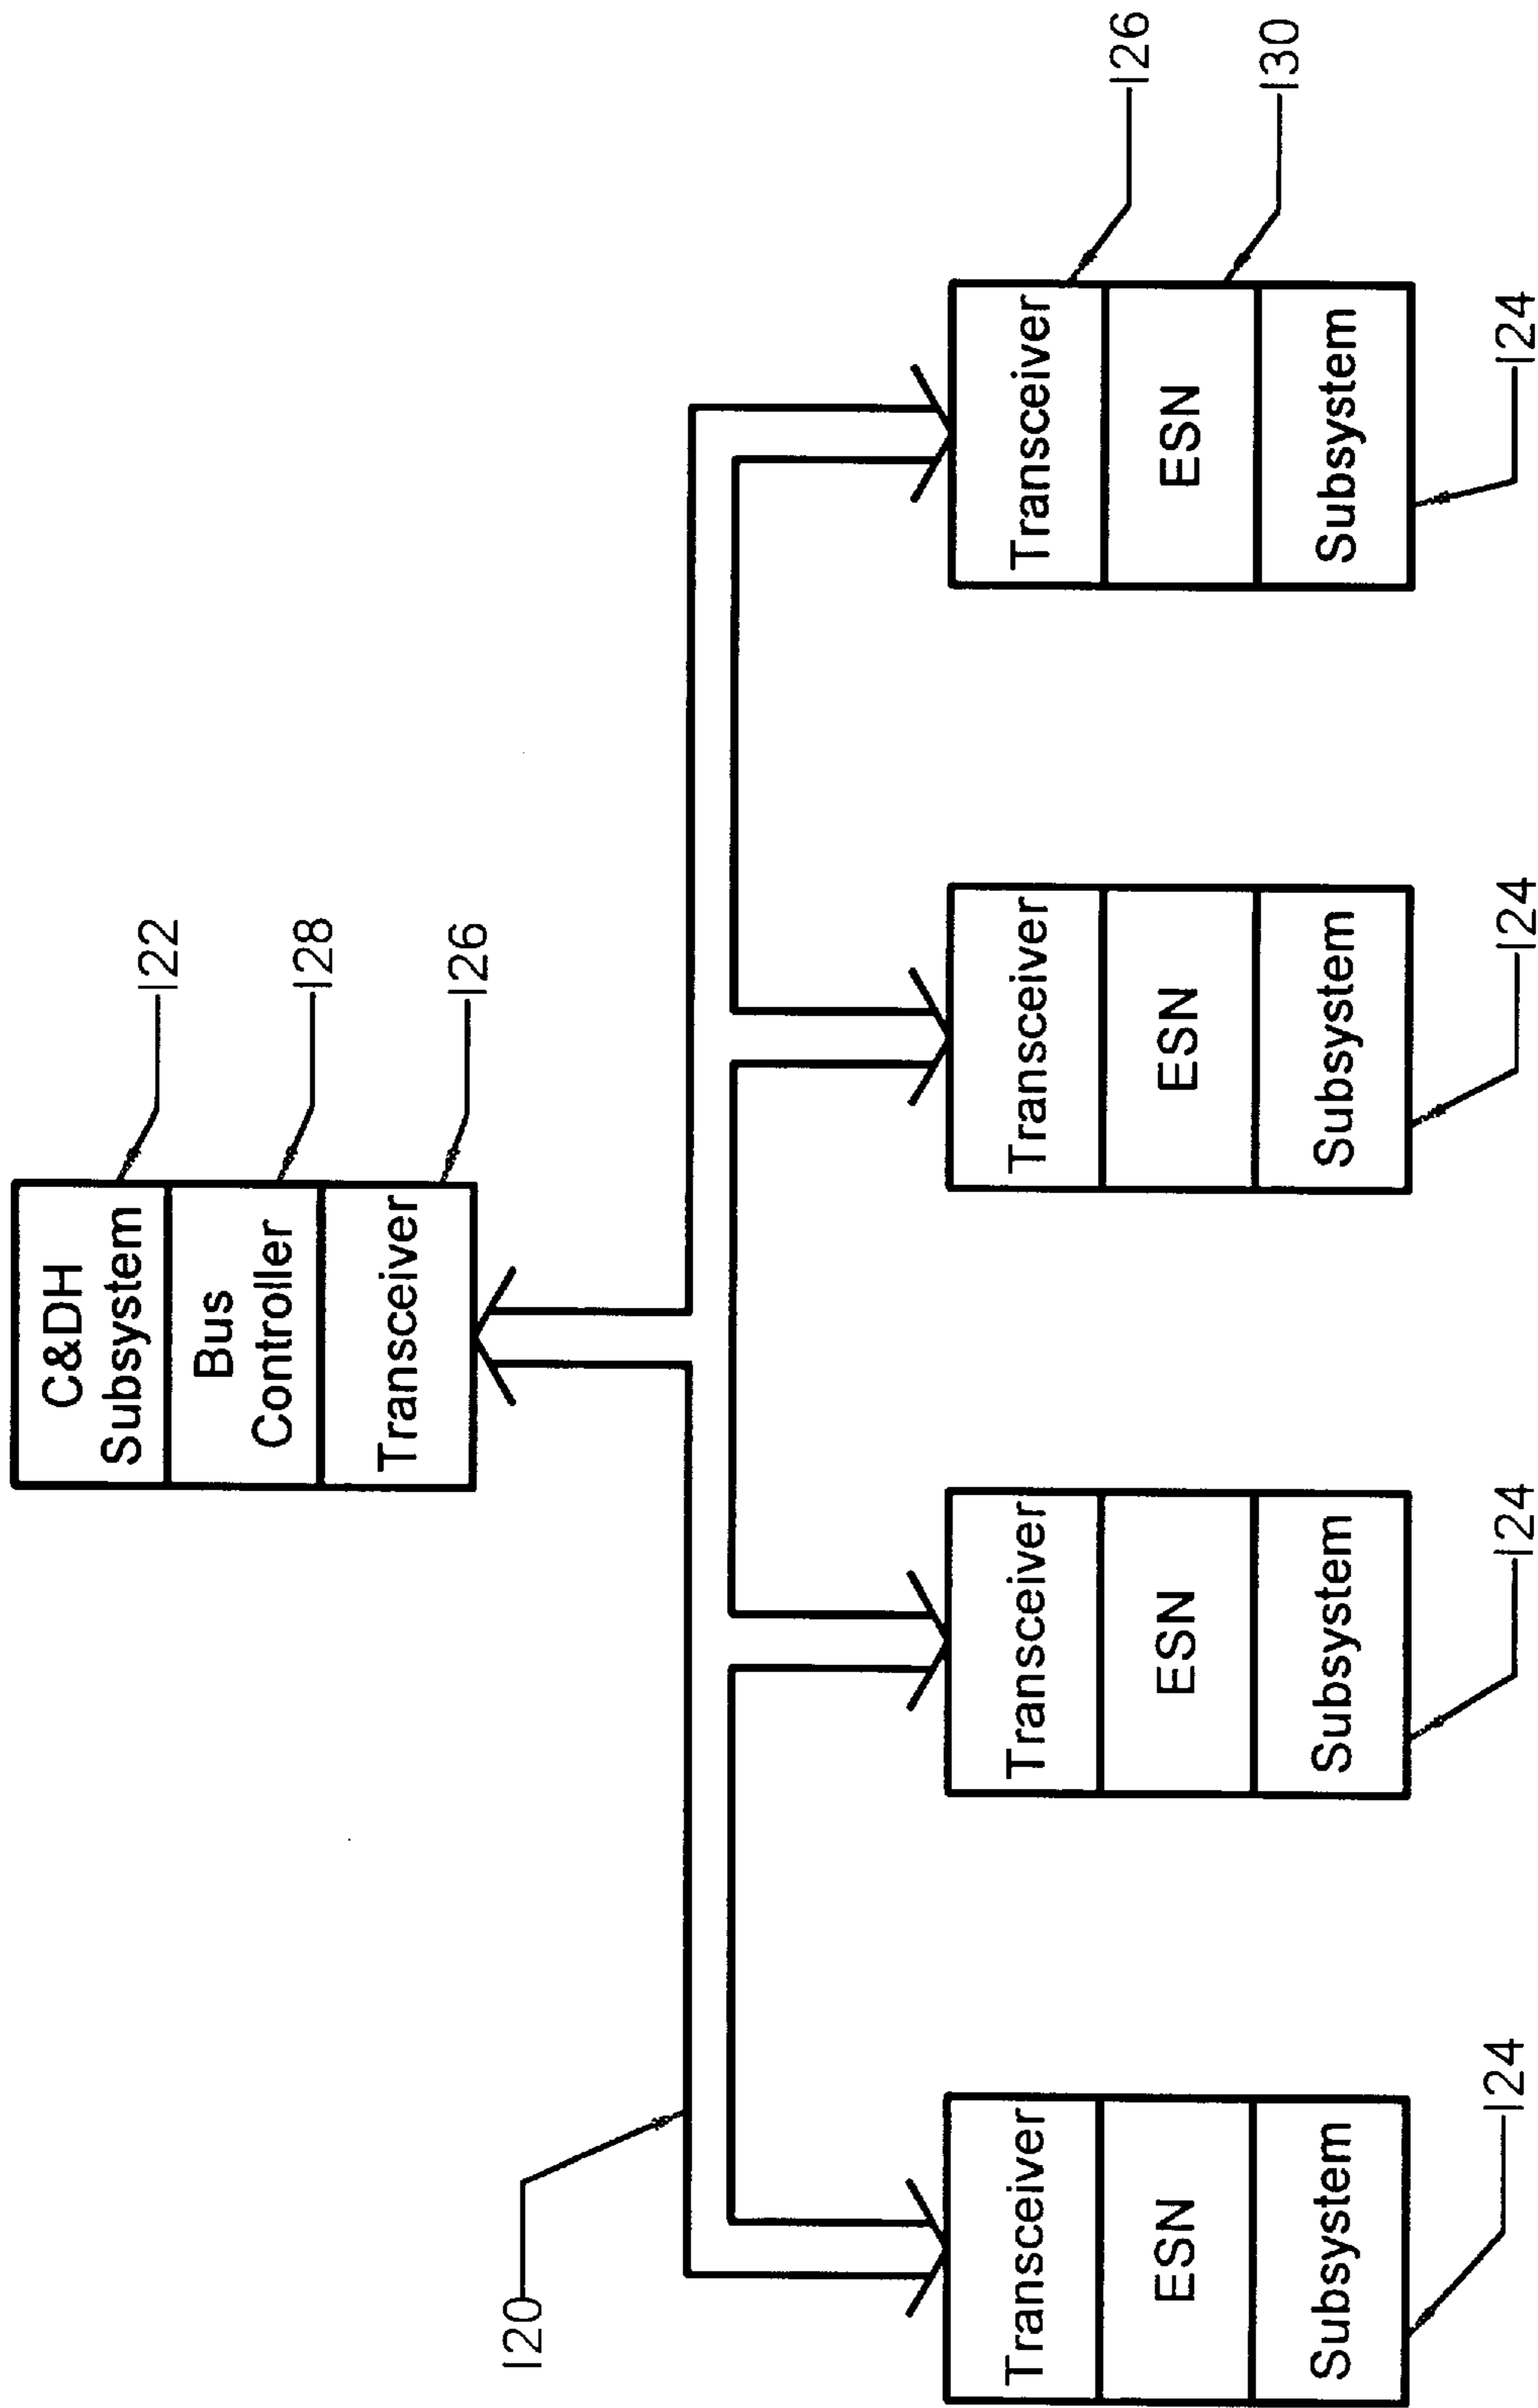 C&DH
Subsystem
Bus
Controller
Transceiver
122
128
126
120
Transceiver
ESN
Subsystem
124
Transceiver
ESN
Subsystem
124
Transceiver
ESN
Subsystem
124
Transceiver
ESN
Subsystem
126
130
124